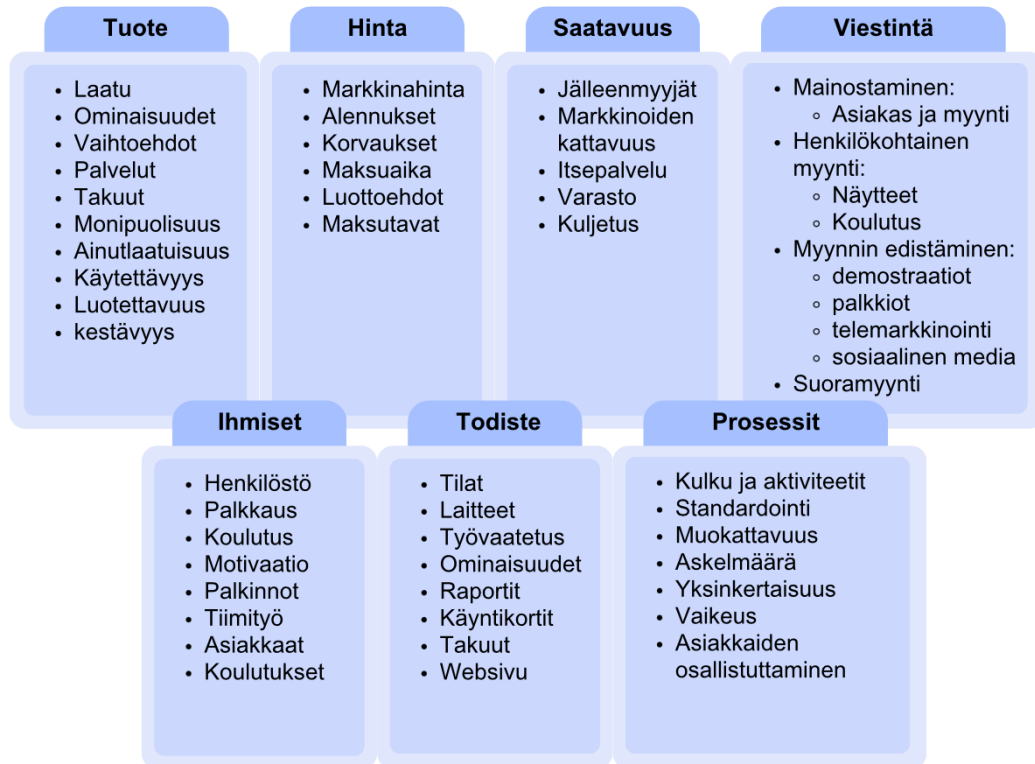 Tuote
Laatu
Ominaisuudet
Vaihtoehdot
Palvelut
Takuut
Monipuolisuus
Ainutlaatuisuus
Käytettävyys
Luotettavuus
kestävyys
Hinta
Markkinahinta
Alennukset
Korvaukset
Maksuaika
Luottoehdot
Maksutavat
Saatavuus
Jälleenmyyjät
Markkinoiden
kattavuus
Itsepalvelu
Varasto
Kuljetus
Viestintä
Mainostaminen:
Asiakas ja myynti
Henkilökohtainen
myynti:
Näytteet
Koulutus
Myynnin edistäminen:
demostraatiot
palkkiot
telemarkkinointi
sosiaalinen media
Suoramyynti
Ihmiset
Henkilöstö
Palkkaus
Koulutus
Motivaatio
Palkinnot
Tiimityö
Asiakkaat
Koulutukset
Todiste
Tilat
Laitteet
Työvaatetus
Ominaisuudet
Raportit
Käyntikortit
Takuut
Websivu
Prosessit
Kulku ja aktiviteetit
Standardointi
Muokattavuus
Askelmäärä
Yksinkertaisuus
Vaikeus
Asiakkaiden
osallistuttaminen